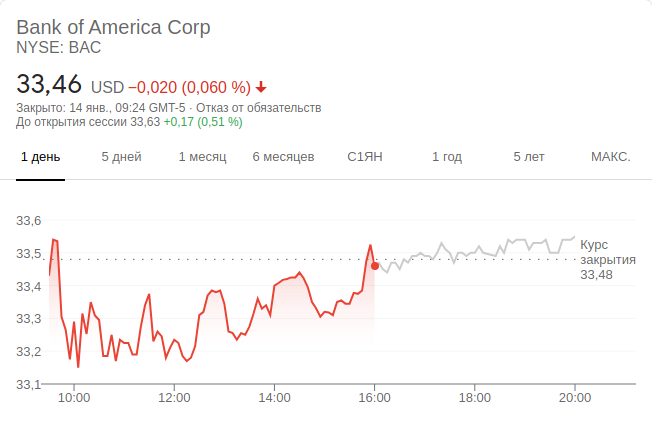 Bank of America Corp
NYSE: BAC
33,46 USD −0,020 (0,060 %)
Закрыто: 14 янв., 09:24 GMT-5 · Отказ от обязательств
До открытия сессии 33,63 +0,17 (0,51 %)
1 день 5 дней 1 месяц 6 месяцев С1ЯН 1 год 5 лет МАКС.
33,6
33,5
33,4
33,3
33,2
33,1
Курс
закрытия
33,48
10:00 12:00 14:00 16:00 18:00 20:00